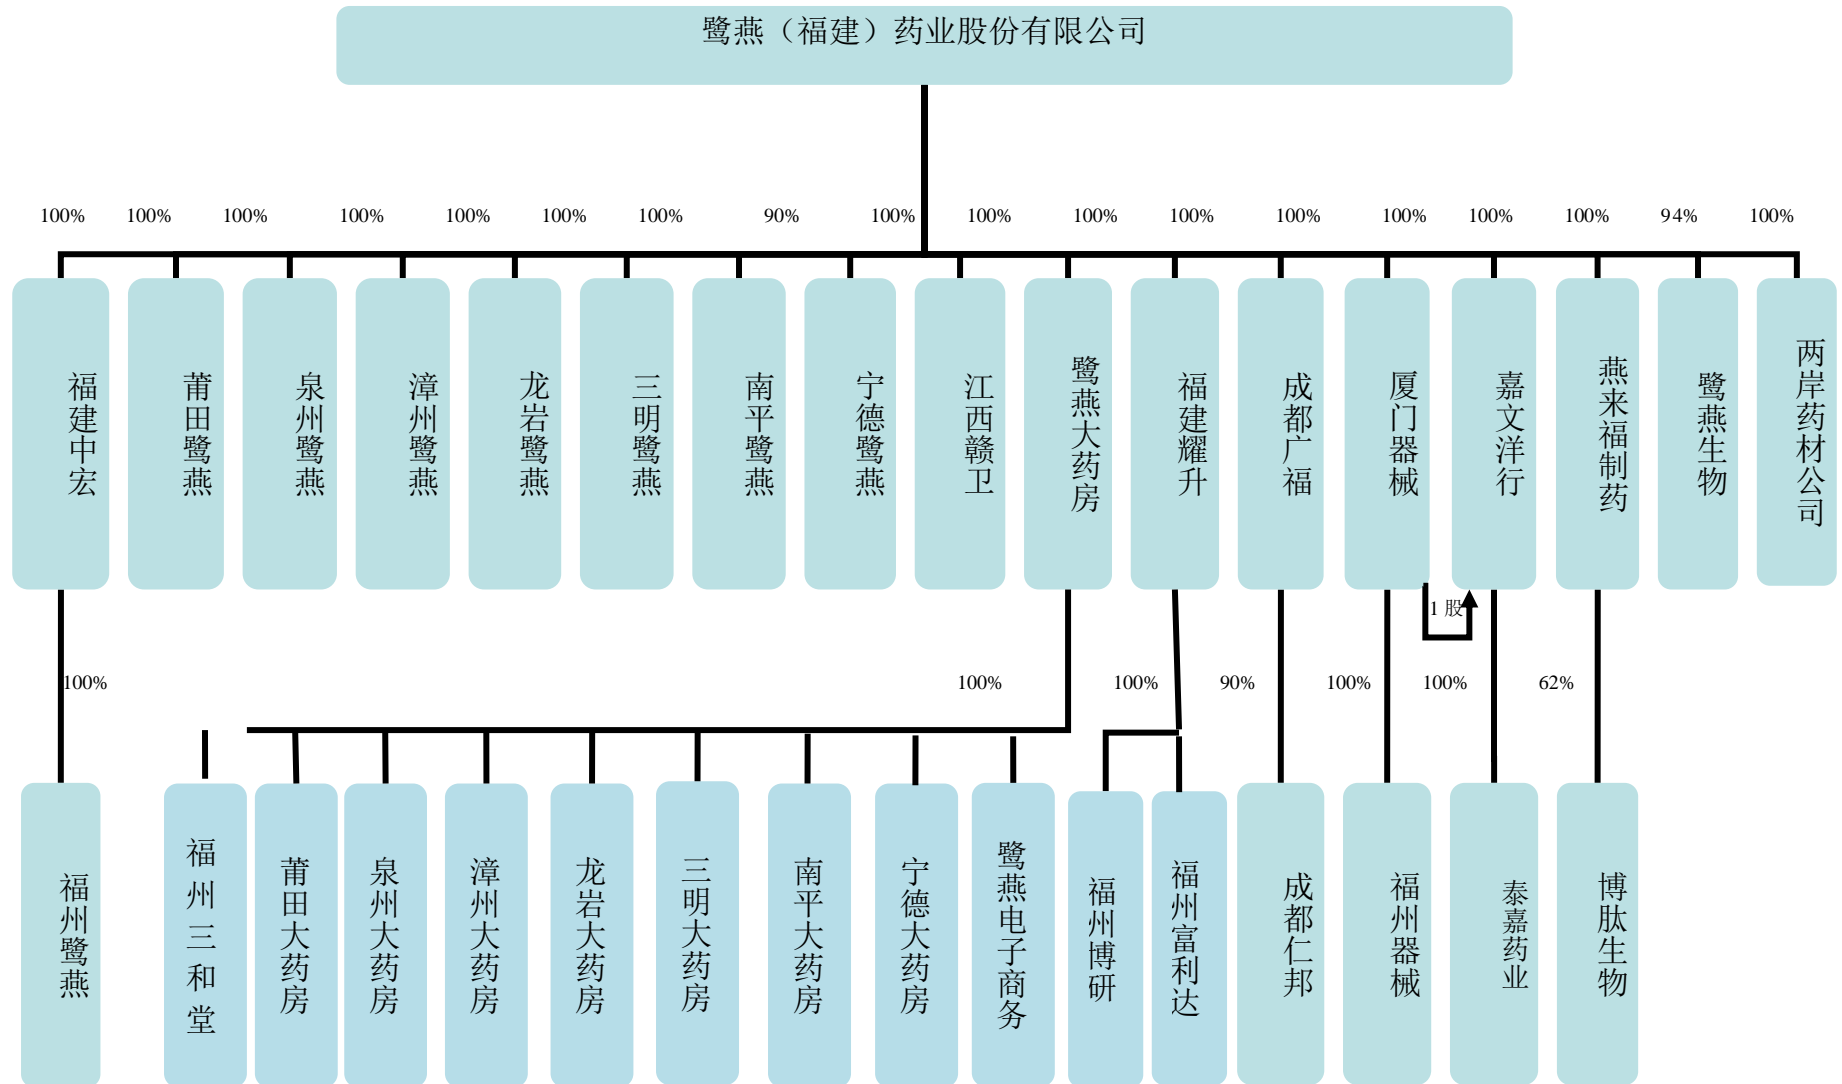 鹭燕（福建）药业股份有限公司
100% 100% 100% 100% 100% 100% 100% 90% 100% 100% 100% 100% 100% 100% 100% 100% 94% 100%
福建中宏
莆田鹭燕
泉州鹭燕
漳州鹭燕
龙岩鹭燕
三明鹭燕
南平鹭燕
宁德鹭燕
江西赣卫
鹭燕大药房
福建耀升
成都广福
厦门器械
嘉文洋行
燕来福制药
鹭燕生物
两岸药材公司
1 股
100% 100% 100% 90% 100% 100% 62%
福州鹭燕
福州三和堂
莆田大药房
泉州大药房
漳州大药房
龙岩大药房
三明大药房
南平大药房
宁德大药房
鹭燕电子商务
福州博研
福州富利达
成都仁邦
福州器械
泰嘉药业
博肽生物